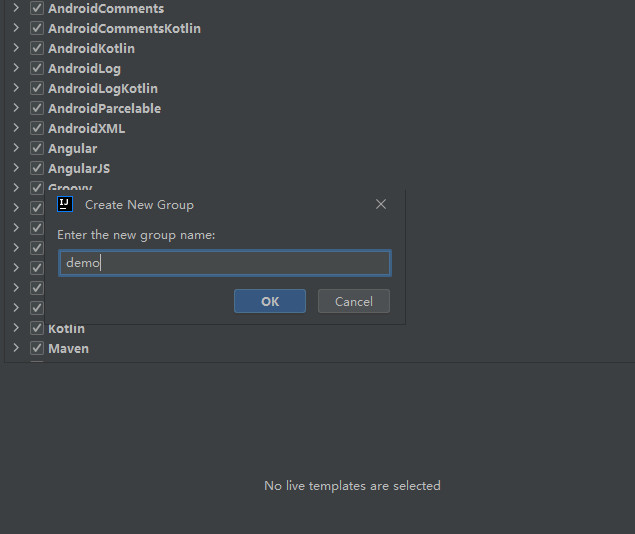 AndroidComments
AndroidCommentsKotlin
AndroidKotlin
AndroidLog
AndroidLogKotlin
AndroidParcelable
AndroidXML
Angular
AngularJS
Groovy
IJ
Create New Group
Enter the new group name:
demo
OK
Cancel
Kotlin
Maven
No live templates are selected